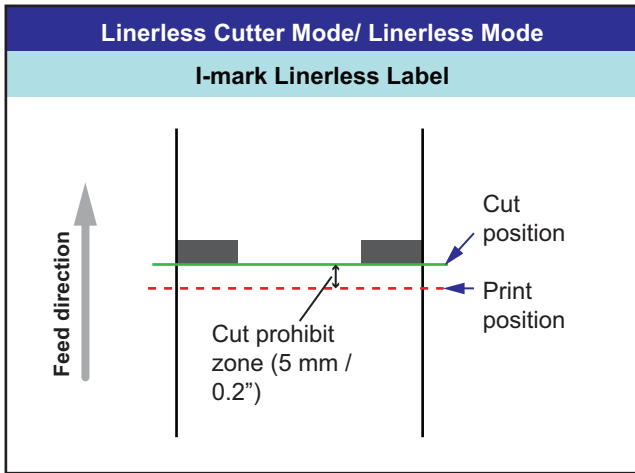 Linerless Cutter Mode/ Linerless Mode
I-mark Linerless Label
Feed direction
Cut
position
Print
position
Cut prohibit
zone (5 mm /
0.2”)